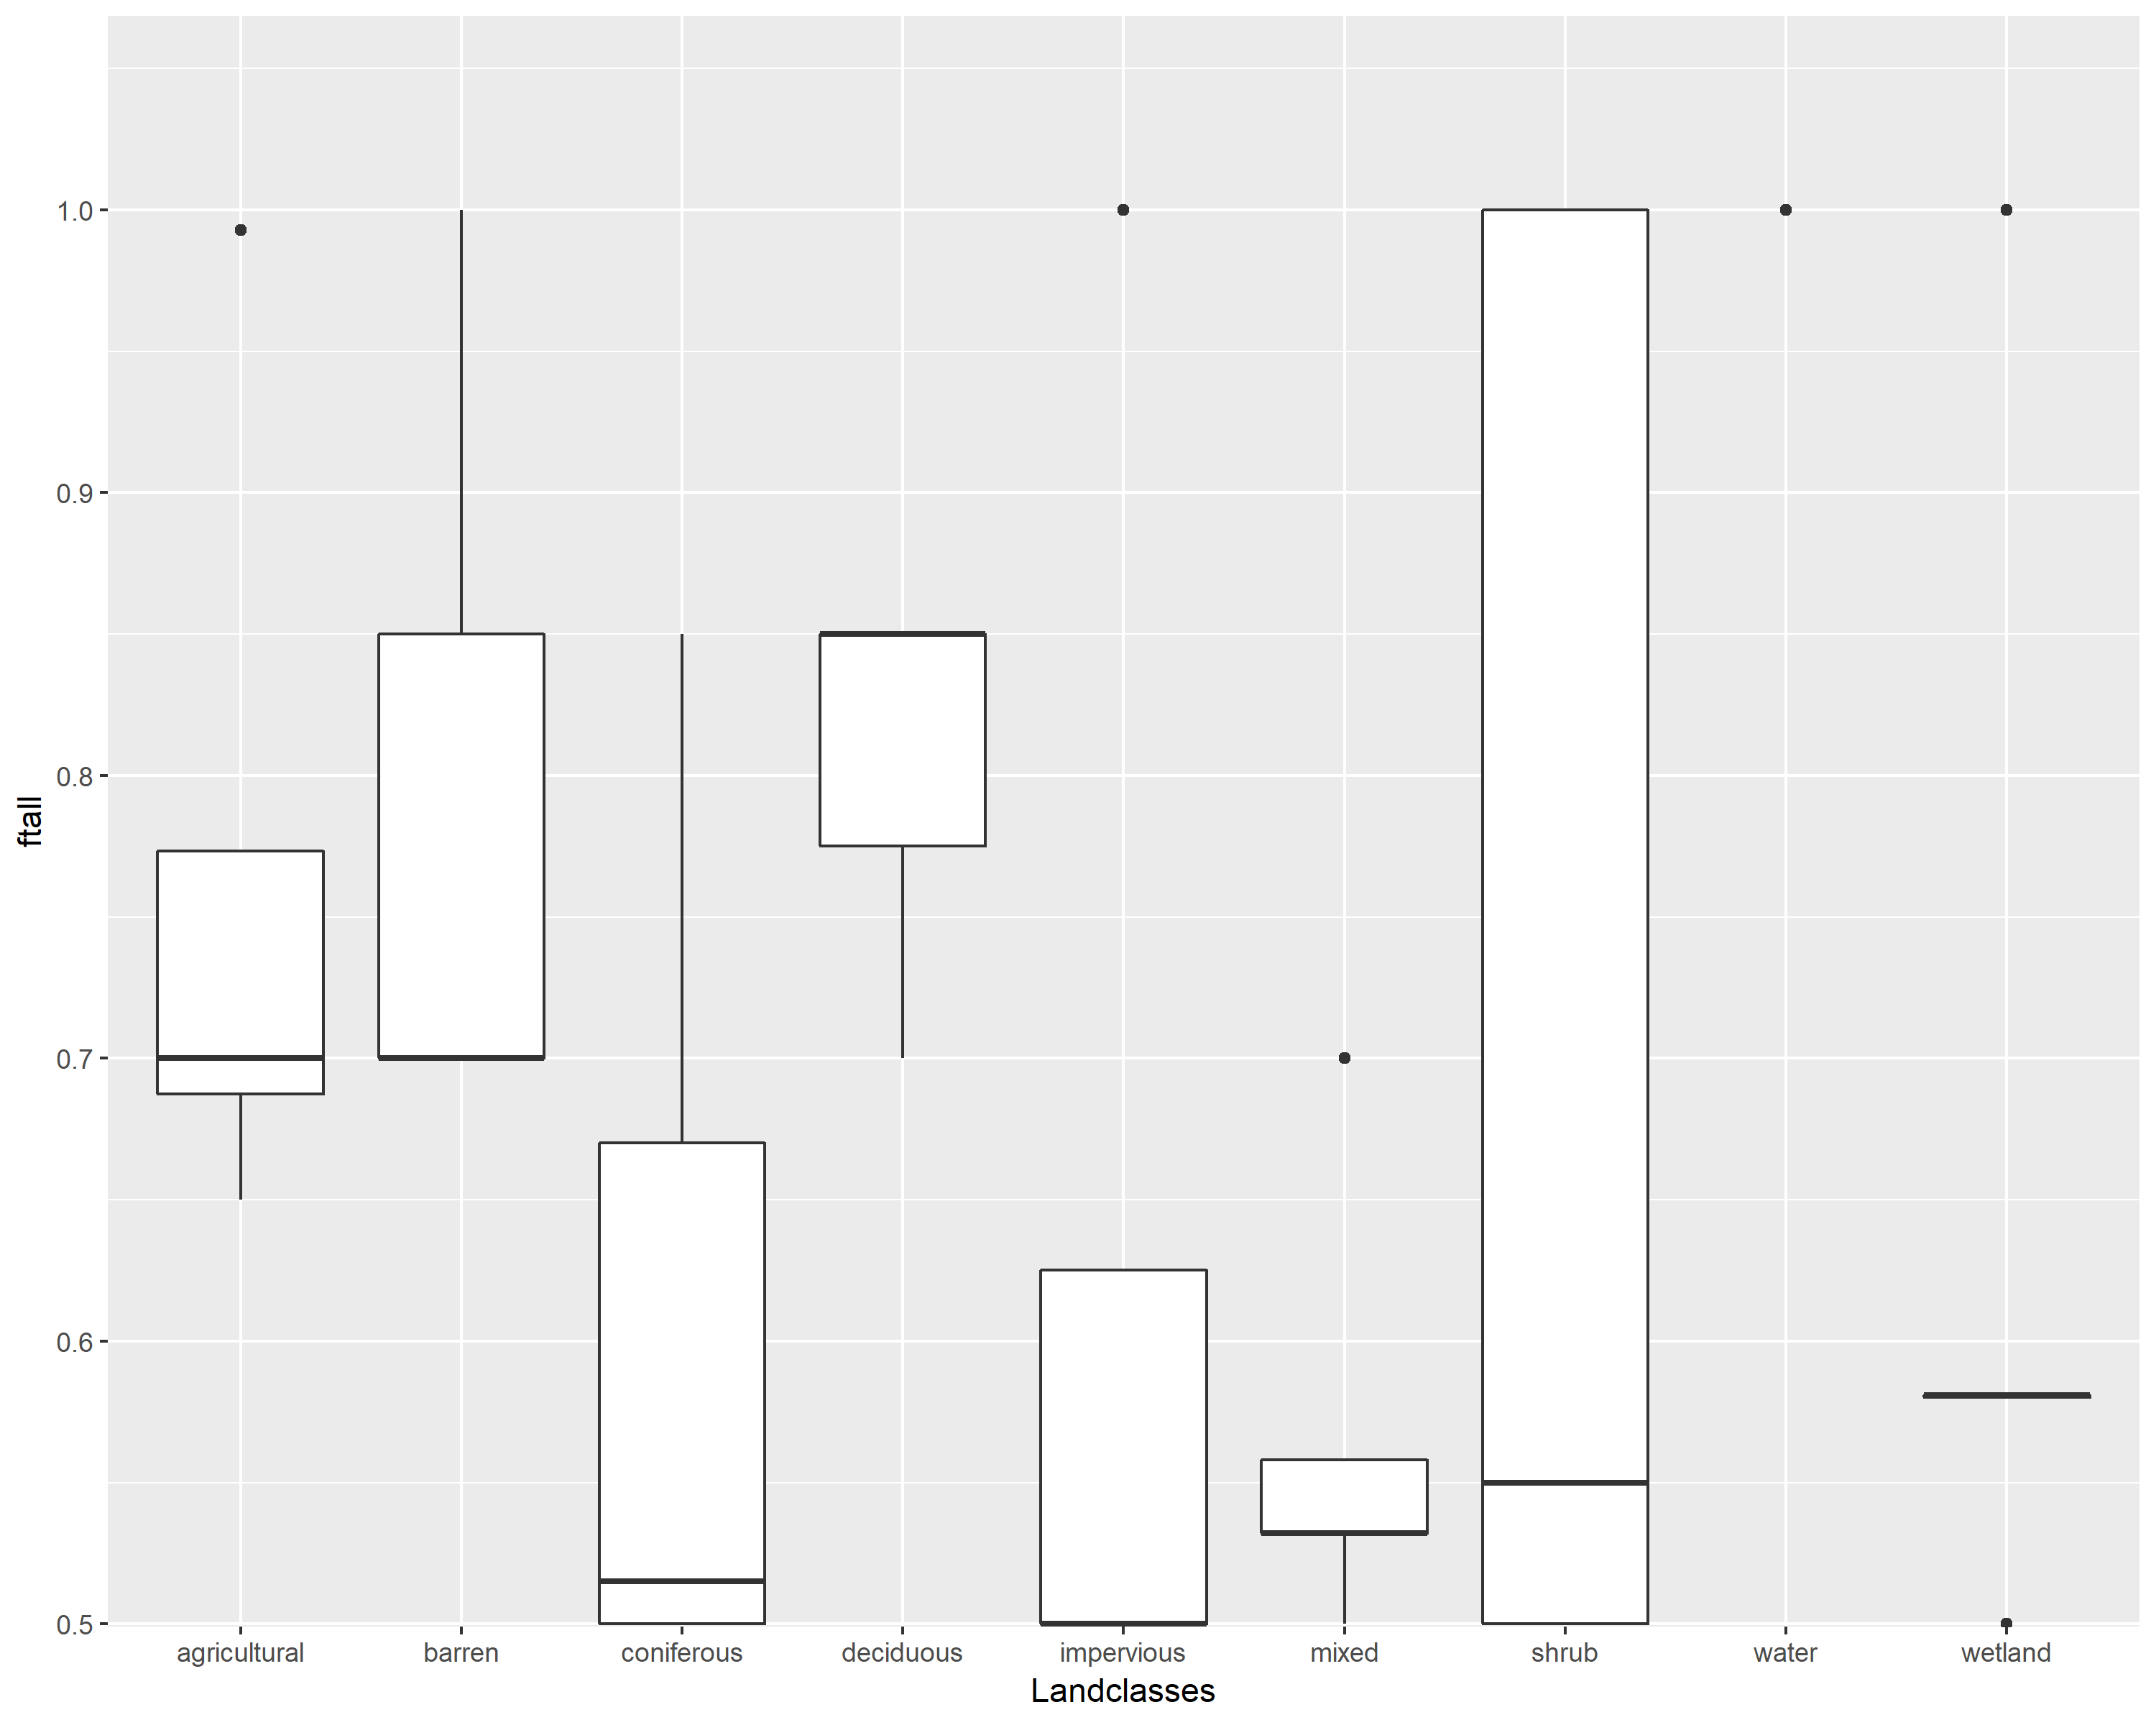 1.0
0.9
0.8
ftall
0.7
0.6
0.5
agricultural barren coniferous deciduous impervious mixed shrub water wetland
Landclasses